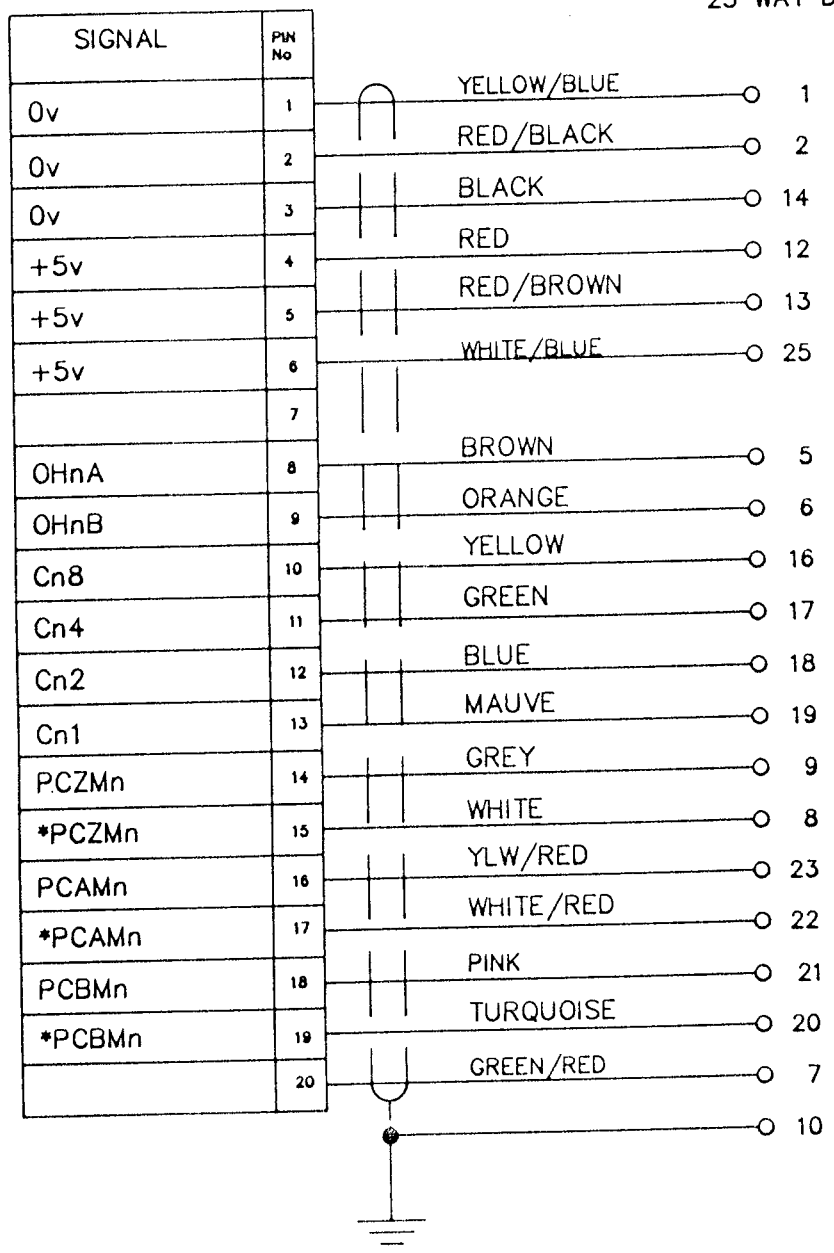 SIGNAL PIN No
0v 1 YELLOW/BLUE 1
0v 2 RED/BLACK 2
0v 3 BLACK 14
+5v 4 RED 12
+5v 5 RED/BROWN 13
+5v 6 WHITE/BLUE 25
7
OHnA 8 BROWN 5
OHnB 9 ORANGE 6
Cn8 10 YELLOW 16
Cn4 11 GREEN 17
Cn2 12 BLUE 18
Cn1 13 MAUVE 19
PCZMn 14 GREY 9
*PCZMn 15 WHITE 8
PCAMn 16 YLW/RED 23
*PCAMn 17 WHITE/RED 22
PCBMn 18 PINK 21
*PCBMn 19 TURQUOISE 20
20 GREEN/RED 7
10